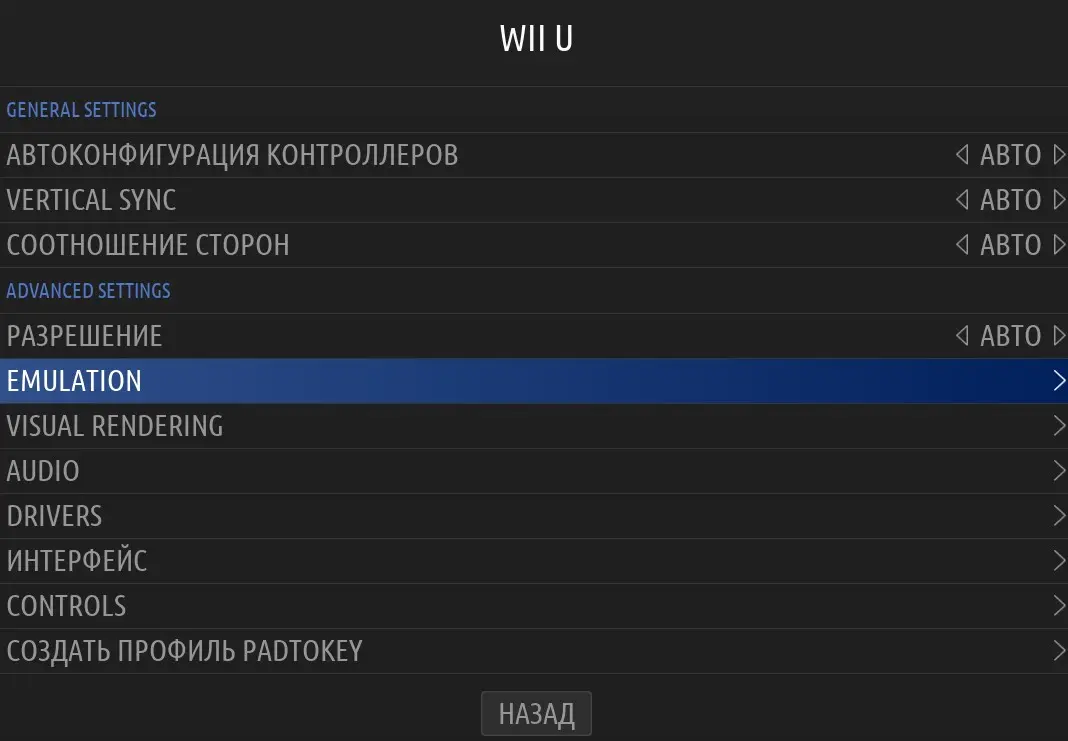 WII U
GENERAL SETTINGS
АВТОКОНФИГУРАЦИЯ КОНТРОЛЛЕРОВ АВТО
VERTICAL SYNC АВТО
СООТНОШЕНИЕ СТОРОН АВТО
ADVANCED SETTINGS
РАЗРЕШЕНИЕ АВТО
EMULATION
VISUAL RENDERING
AUDIO
DRIVERS
ИНТЕРФЕЙС
CONTROLS
СОЗДАТЬ ПРОФИЛЬ PADTOKEY
НАЗАД